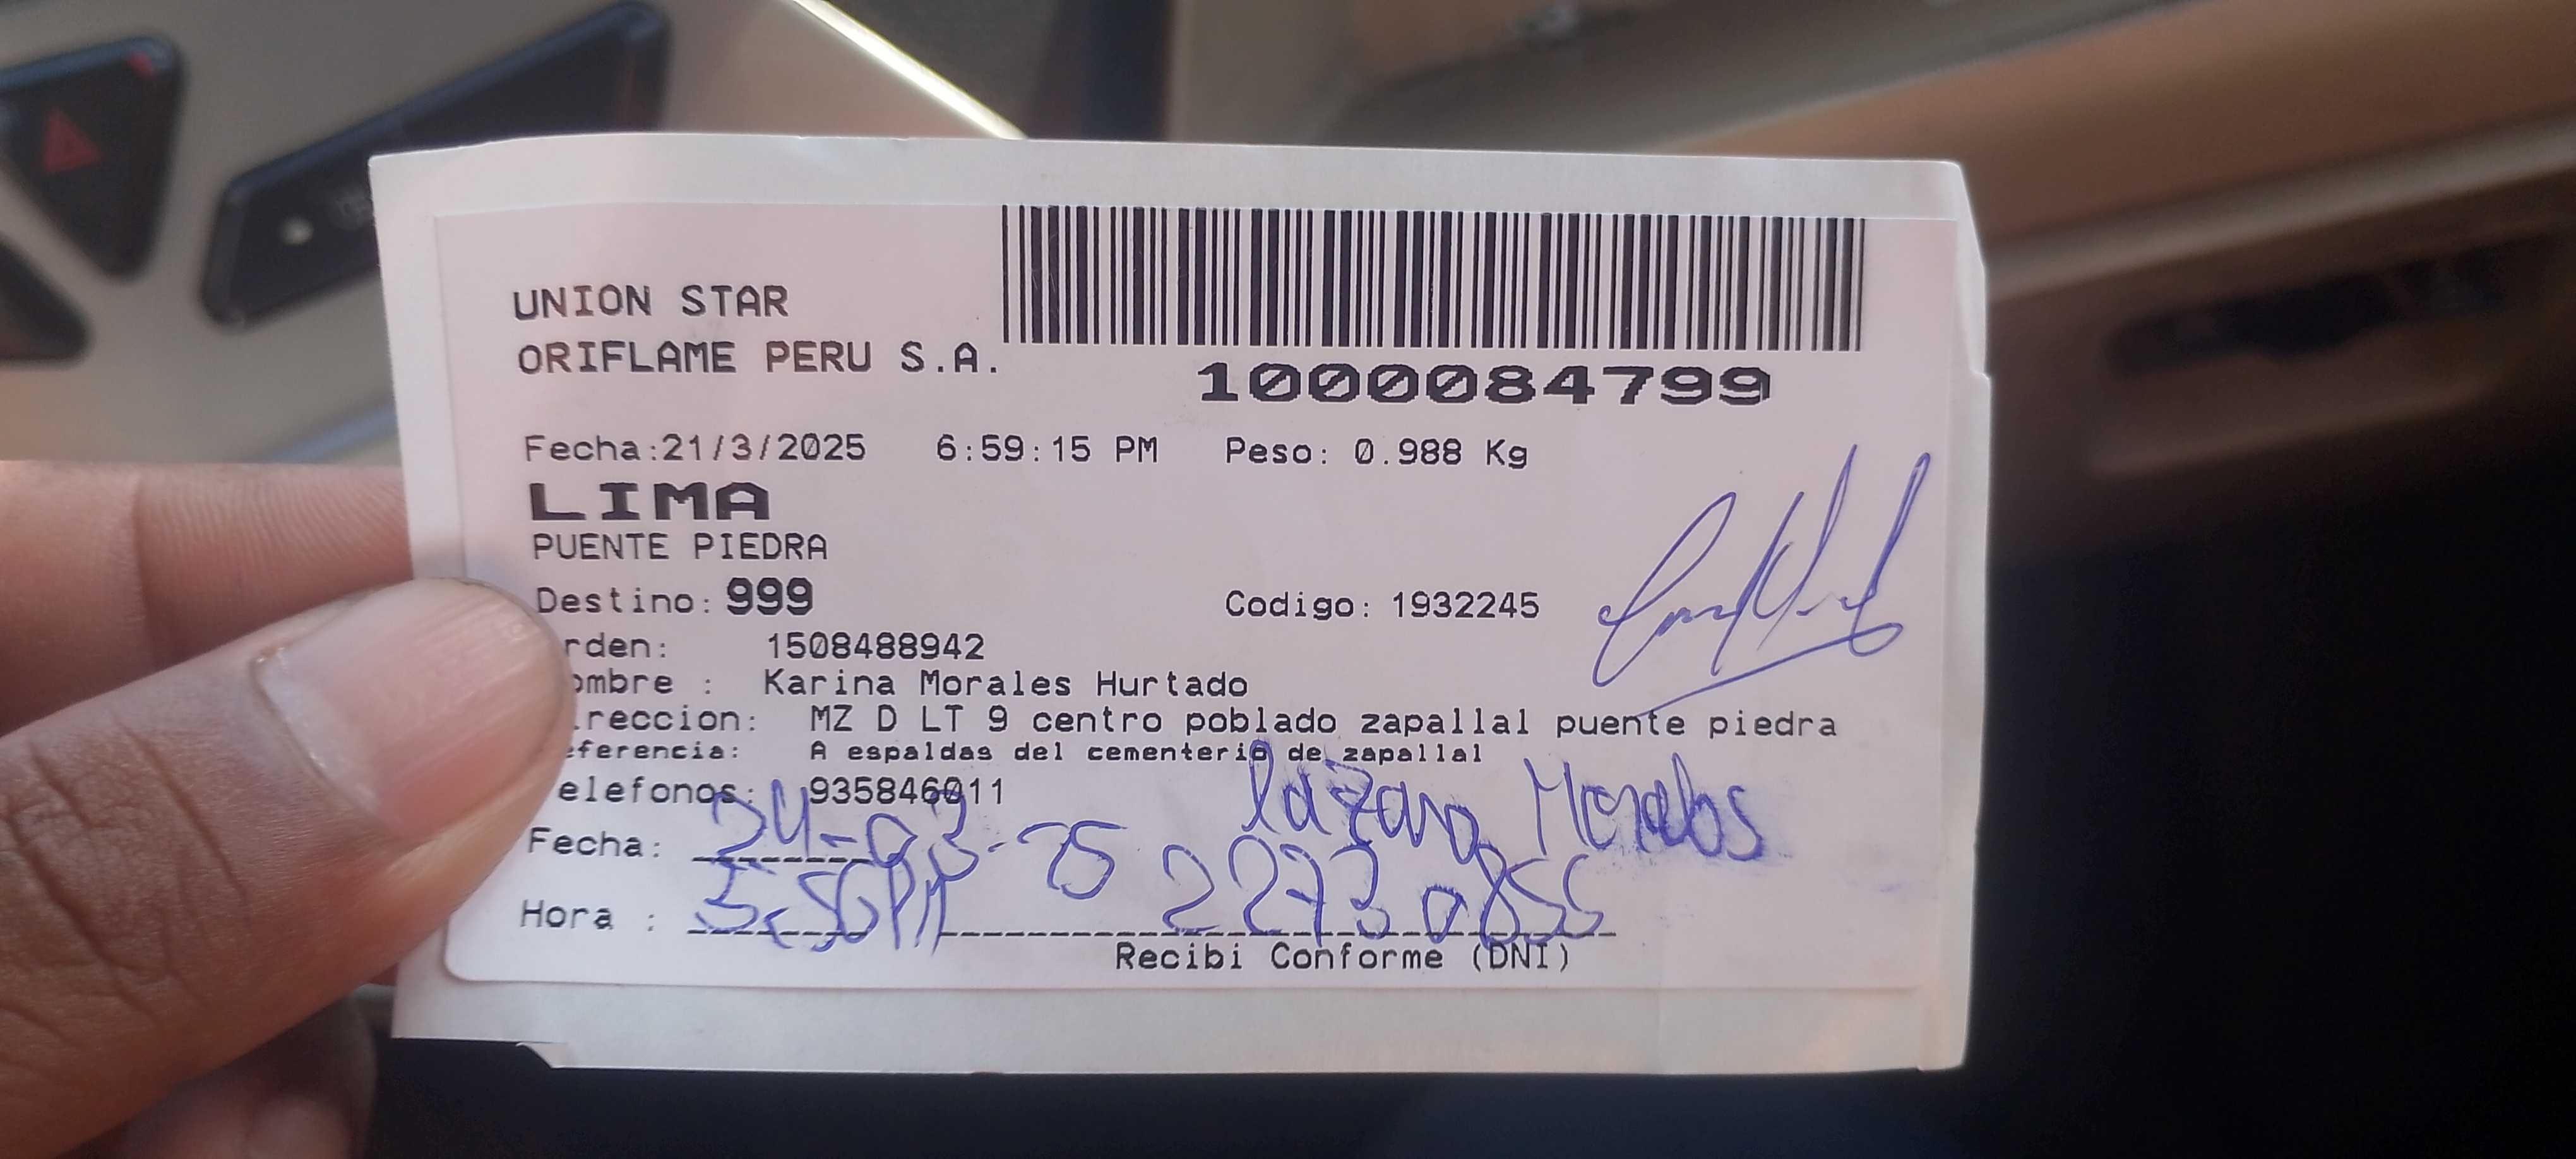 UNION STAR
ORIFLAME PERU S.A.
1000084799
Fecha:21/3/2025 6:59:15 PM Peso: 0.988 Kg
LIMA
PUENTE PIEDRA
Destino: 999 Codigo: 1932245
rden: 1508488942
ombre : Karina Morales Hurtado
reccion: MZ D LT 9 centro poblado zapallal puente piedra
eferencia: A espaldas del cementerio de zapallal
elefonos: 935846011
lazaro Morales
Fecha: 24-03-25
Hora : 5:56PM 22730856
Recibi Conforme (DNI)